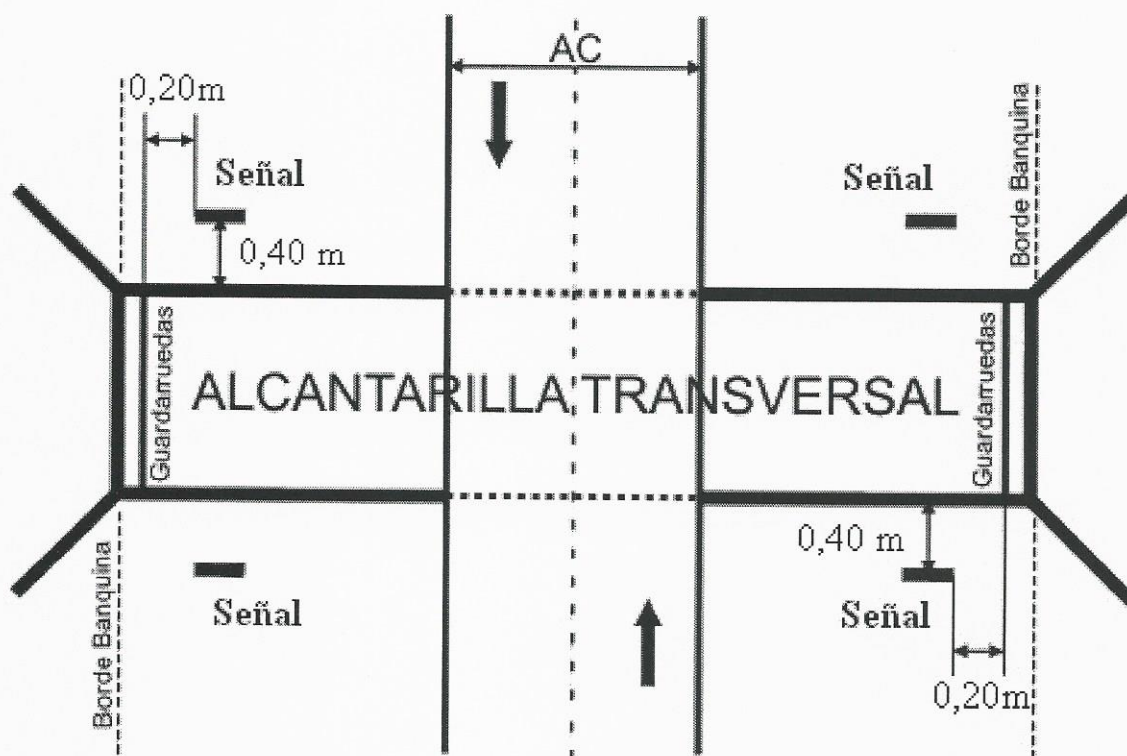 AC
0,20m
Señal
Señal
Borde Banquina
0,40 m
Guardarruedas
ALCANTARILLA TRANSVERSAL
Guardarruedas
0,40 m
Borde Banquina
Señal
Señal
0,20m